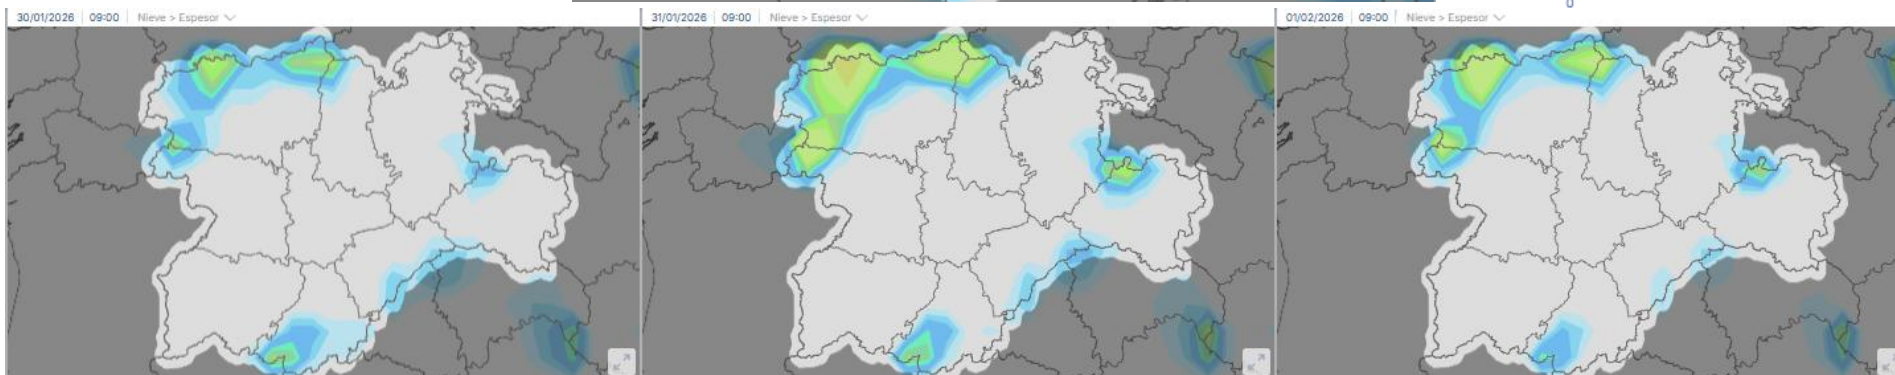 30/01/2026 09:00 Nieve > Espesor
31/01/2026 09:00 Nieve > Espesor
01/02/2026 09:00 Nieve > Espesor
0